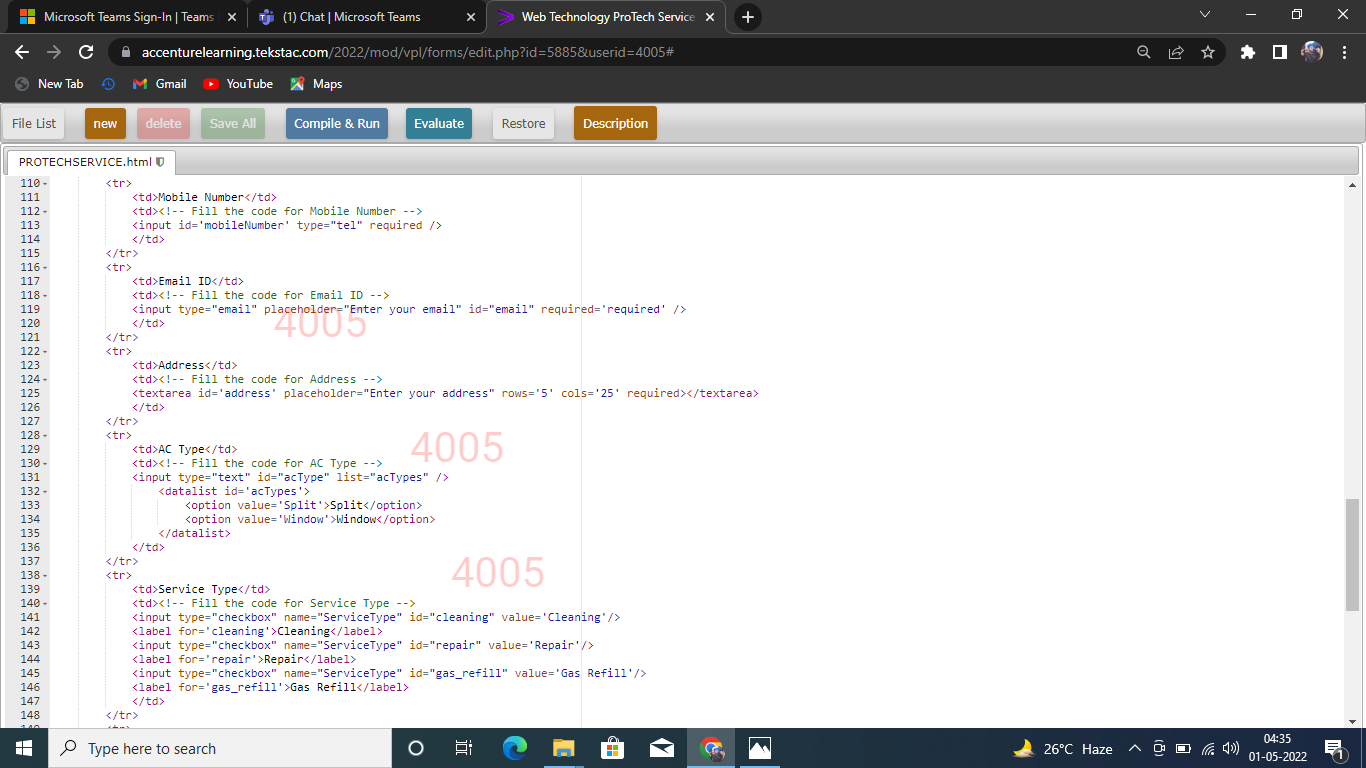 Microsoft Teams Sign-In | Teams
(1) Chat | Microsoft Teams
Web Technology ProTech Service
accenturelearning.tekstac.com/2022/mod/vpl/forms/edit.php?id=5885&userid=4005#
New Tab
Gmail
YouTube
Maps
File List
new
delete
Save All
Compile & Run
Evaluate
Restore
Description
PROTECHSERVICE.html
110 <tr>
111 <td>Mobile Number</td>
112 <td><!-- Fill the code for Mobile Number -->
113 <input id='mobileNumber' type="tel" required />
114 </td>
115 </tr>
116 <tr>
117 <td>Email ID</td>
118 <td><!-- Fill the code for Email ID -->
119 <input type="email" placeholder="Enter your email" id="email" required='required' />
120 </td>
4005
121 </tr>
122 <tr>
123 <td>Address</td>
124 <td><!-- Fill the code for Address -->
125 <textarea id='address' placeholder="Enter your address" rows='5' cols='25' required></textarea>
126 </td>
127 </tr>
128 <tr>
129 <td>AC Type</td>
4005
130 <td><!-- Fill the code for AC Type -->
131 <input type="text" id="acType" list="acTypes" />
132 <datalist id='acTypes'>
133 <option value='Split'>Split</option>
134 <option value='Window'>Window</option>
135 </datalist>
136 </td>
137 </tr>
138 <tr>
4005
139 <td>Service Type</td>
140 <td><!-- Fill the code for Service Type -->
141 <input type="checkbox" name="ServiceType" id="cleaning" value='Cleaning'/>
142 <label for='cleaning'>Cleaning</label>
143 <input type="checkbox" name="ServiceType" id="repair" value='Repair'/>
144 <label for='repair'>Repair</label>
145 <input type="checkbox" name="ServiceType" id="gas_refill" value='Gas Refill'/>
146 <label for='gas_refill'>Gas Refill</label>
147 </td>
148 </tr>
Type here to search
26°C Haze
04:35
01-05-2022
1